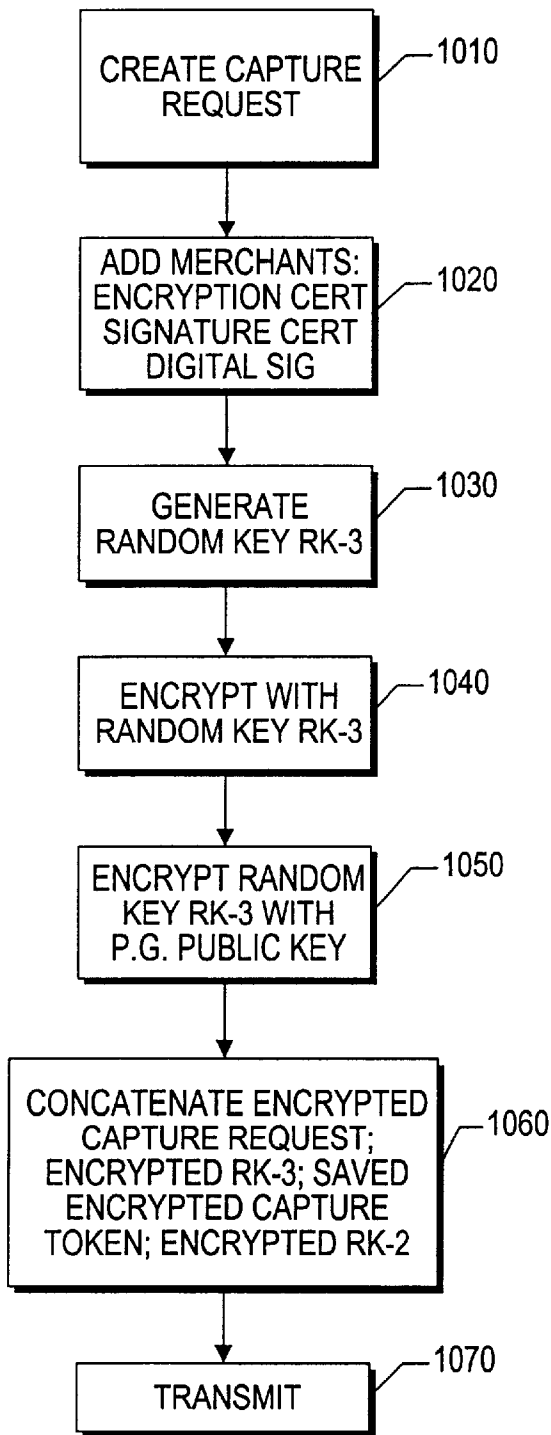 CREATE CAPTURE
REQUEST
1010
ADD MERCHANTS:
ENCRYPTION CERT
SIGNATURE CERT
DIGITAL SIG
1020
GENERATE
RANDOM KEY RK-3
1030
ENCRYPT WITH
RANDOM KEY RK-3
1040
ENCRYPT RANDOM
KEY RK-3 WITH
P.G. PUBLIC KEY
1050
CONCATENATE ENCRYPTED
CAPTURE REQUEST;
ENCRYPTED RK-3; SAVED
ENCRYPTED CAPTURE
TOKEN; ENCRYPTED RK-2
1060
TRANSMIT
1070